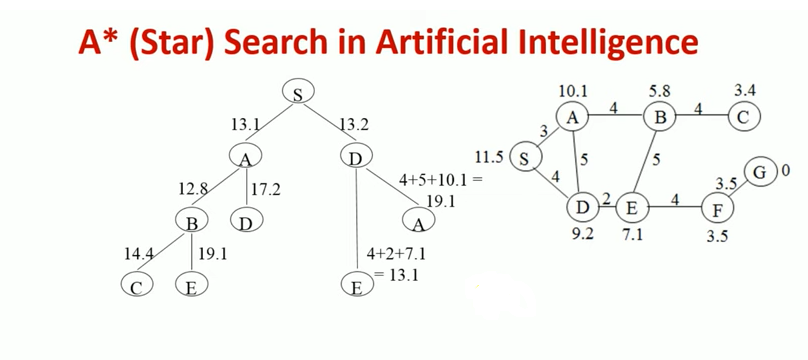 A* (Star) Search in Artificial Intelligence
S
13.1 13.2
A D
12.8 17.2
4+5+10.1 =
19.1
B D A
14.4 19.1
4+2+7.1
= 13.1
C E E
10.1 5.8 3.4
A 4 B 4 C
3
11.5 S 5 5
4
G 0
3.5
D 2 E 4 F
9.2 7.1 3.5